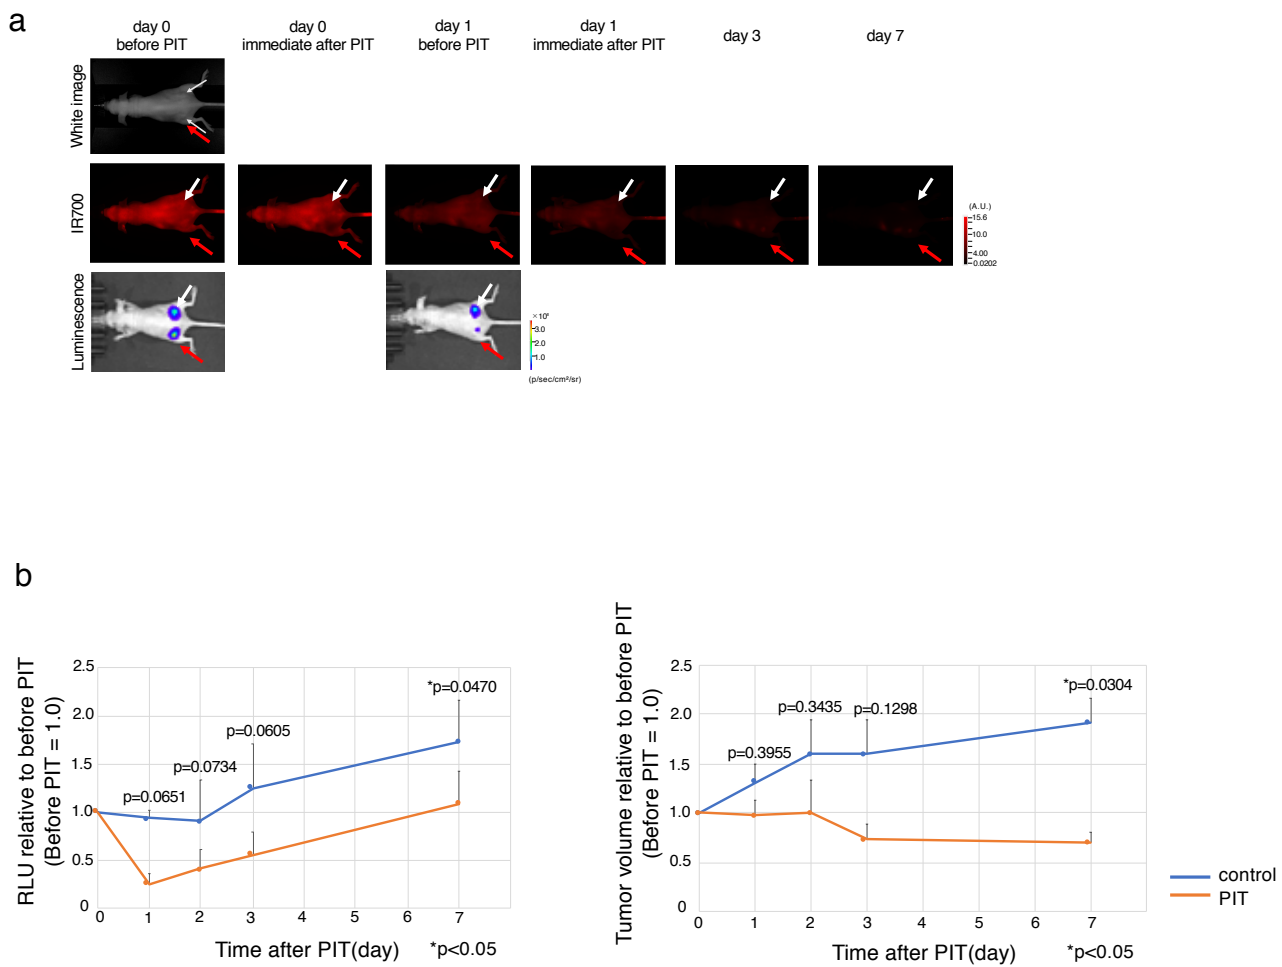 a
day 0
before PIT
day 0
immediate after PIT
day 1
before PIT
day 1
immediate after PIT
day 3
day 7
White image
IR700
(A.U.)
15.6
10.0
4.00
0.0202
Luminescence
3.0
2.0
1.0
(p/sec/cm²/sr)
b
RLU relative to before PIT
(Before PIT = 1.0)
2.5
2.0
1.5
1.0
0.5
0
*p=0.0470
p=0.0605
p=0.0734
p=0.0651
0 1 2 3 4 5 6 7
Time after PIT(day)
*p<0.05
Tumor volume relative to before PIT
(Before PIT = 1.0)
2.5
2.0
1.5
1.0
0.5
0
*p=0.0304
p=0.3435
p=0.1298
p=0.3955
0 1 2 3 4 5 6 7
Time after PIT(day)
*p<0.05
control
PIT